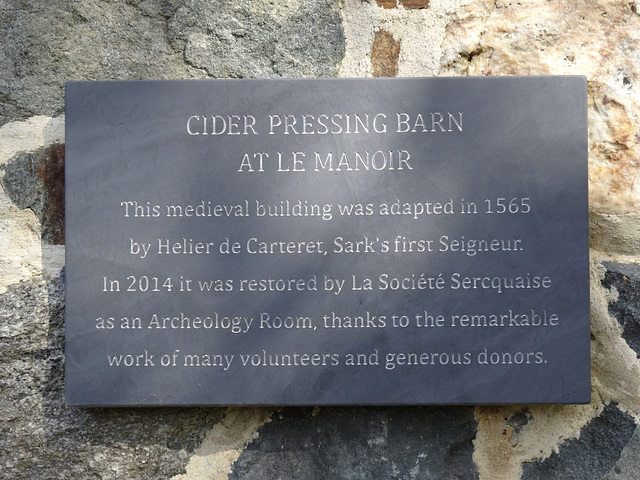 CIDER PRESSING BARN
AT LE MANOIR
This medieval building was adapted in 1565
by Helier de Carteret, Sark's first Seigneur.
In 2014 it was restored by La Société Sercquaise
as an Archeology Room, thanks to the remarkable
work of many volunteers and generous donors.